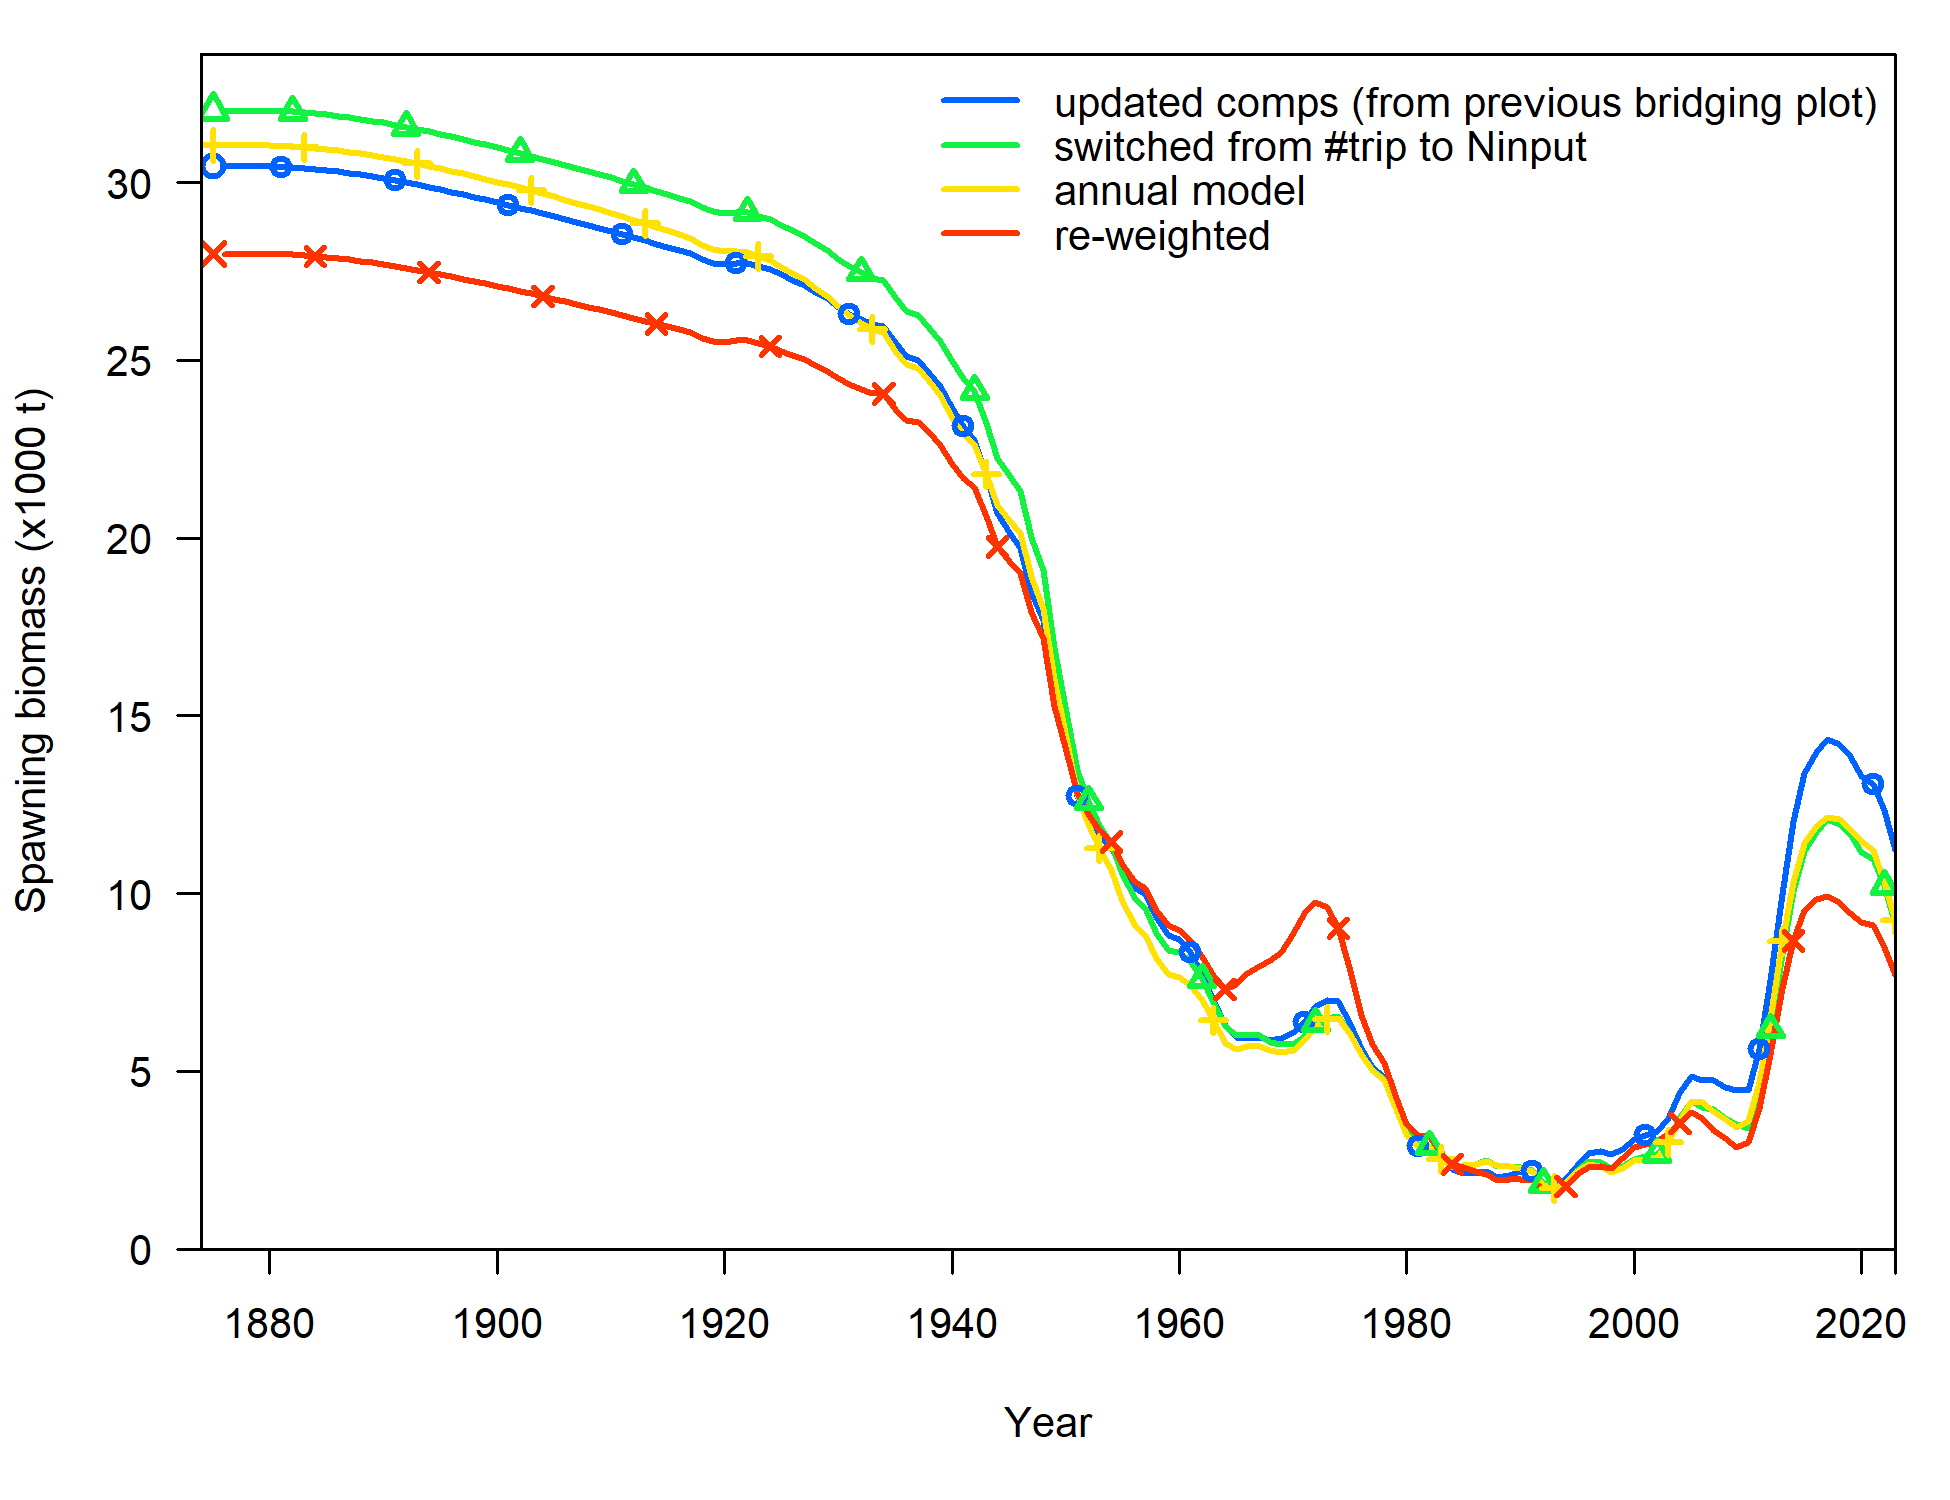 updated comps (from previous bridging plot)
switched from #trip to Ninput
annual model
re-weighted
30
25
20
15
10
5
0
Spawning biomass (x1000 t)
1880 1900 1920 1940 1960 1980 2000 2020
Year